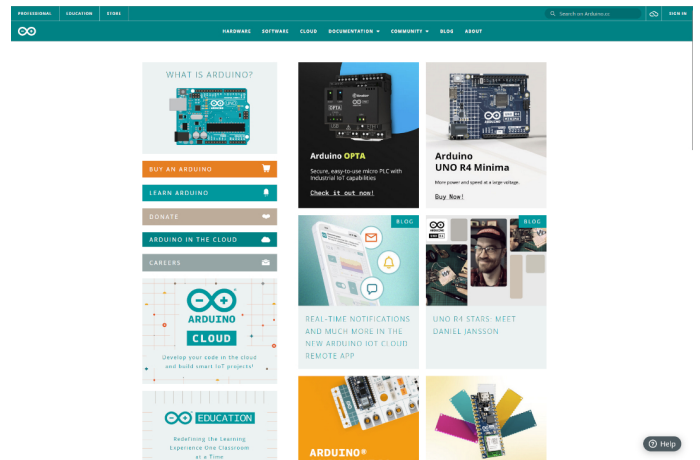 PROFESSIONAL EDUCATION STORE
Search on Arduino.cc
SIGN IN
HARDWARE SOFTWARE CLOUD DOCUMENTATION COMMUNITY BLOG ABOUT
WHAT IS ARDUINO?
BUY AN ARDUINO
LEARN ARDUINO
DONATE
ARDUINO IN THE CLOUD
CAREERS
ARDUINO
CLOUD
Develop your code in the cloud
and build smart IoT projects!
EDUCATION
Redefining the Learning
Experience One Classroom
at a Time
OPTA
Arduino OPTA
Secure, easy-to-use micro PLC with
Industrial IoT capabilities
Check it out now!
Arduino
UNO R4 Minima
More power and speed at a large voltage.
Buy Now!
BLOG
REAL-TIME NOTIFICATIONS
AND MUCH MORE IN THE
NEW ARDUINO IOT CLOUD
REMOTE APP
BLOG
UNO R4 STARS: MEET
DANIEL JANSSON
ARDUINO®
Help